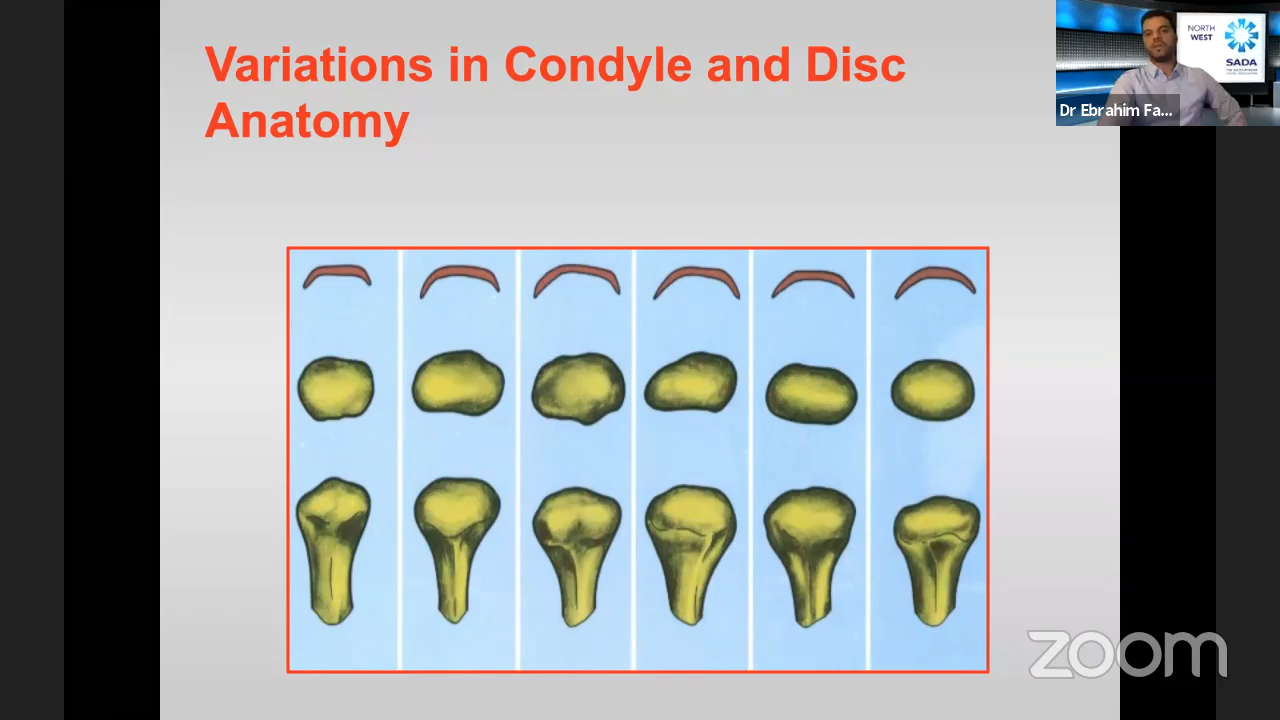 Variations in Condyle and Disc
Anatomy
NORTH
WEST
SADA
Dr Ebrahim Fa...
zoom